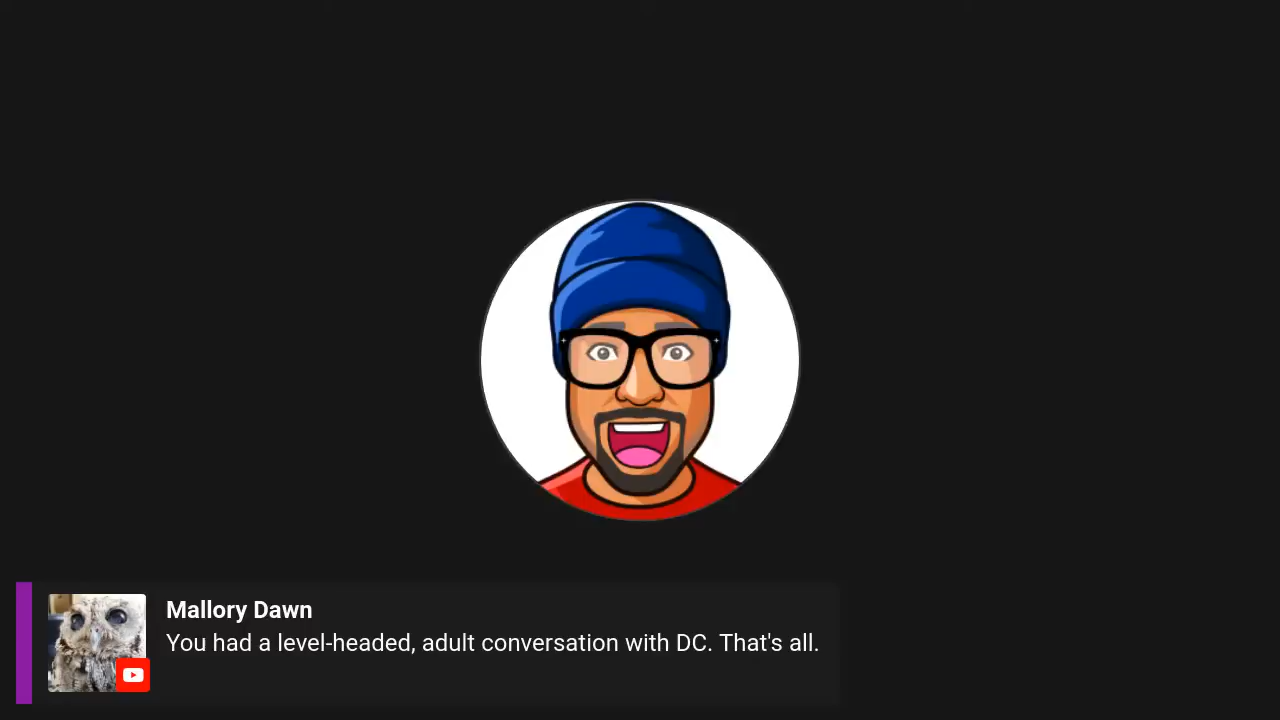 Mallory Dawn
You had a level-headed, adult conversation with DC. That's all.